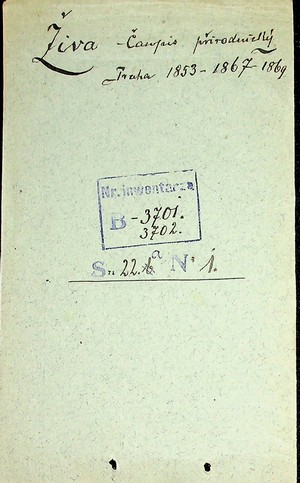 Živa - Časopis přírodnický
Praha 1853-1867-1869
Nr. inwentarza
B-3701.
3702.
S. 22.a N. 1.